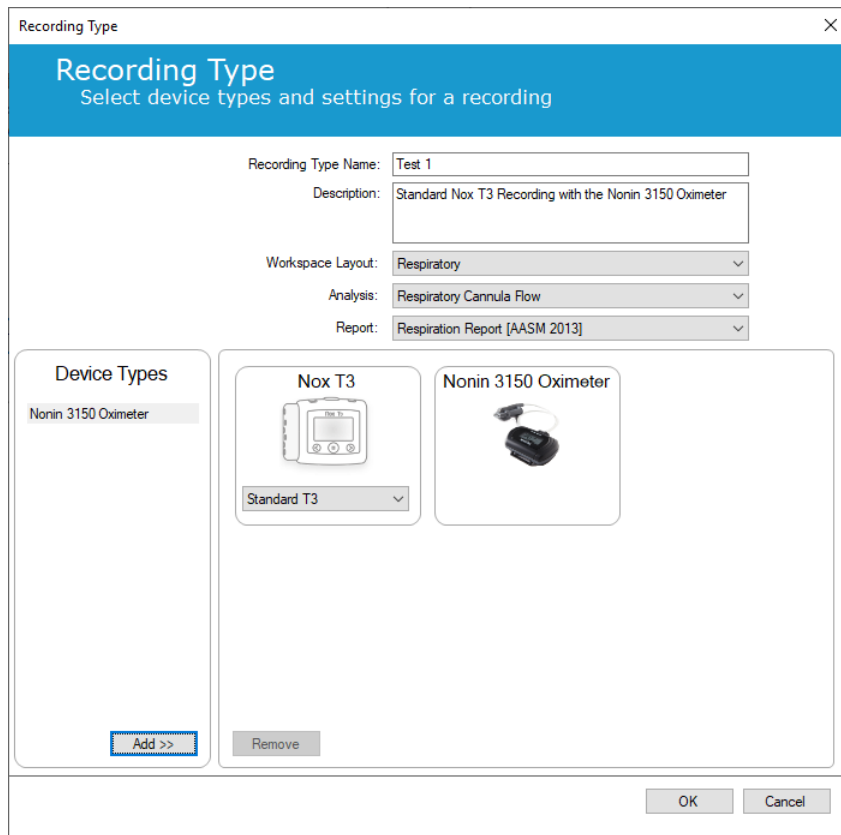 Recording Type
Recording Type
Select device types and settings for a recording
Recording Type Name:
Test 1
Description:
Standard Nox T3 Recording with the Nonin 3150 Oximeter
Workspace Layout:
Respiratory
Analysis:
Respiratory Cannula Flow
Report:
Respiration Report [AASM 2013]
Device Types
Nonin 3150 Oximeter
Add >>
Nox T3
Standard T3
Nonin 3150 Oximeter
Remove
OK
Cancel